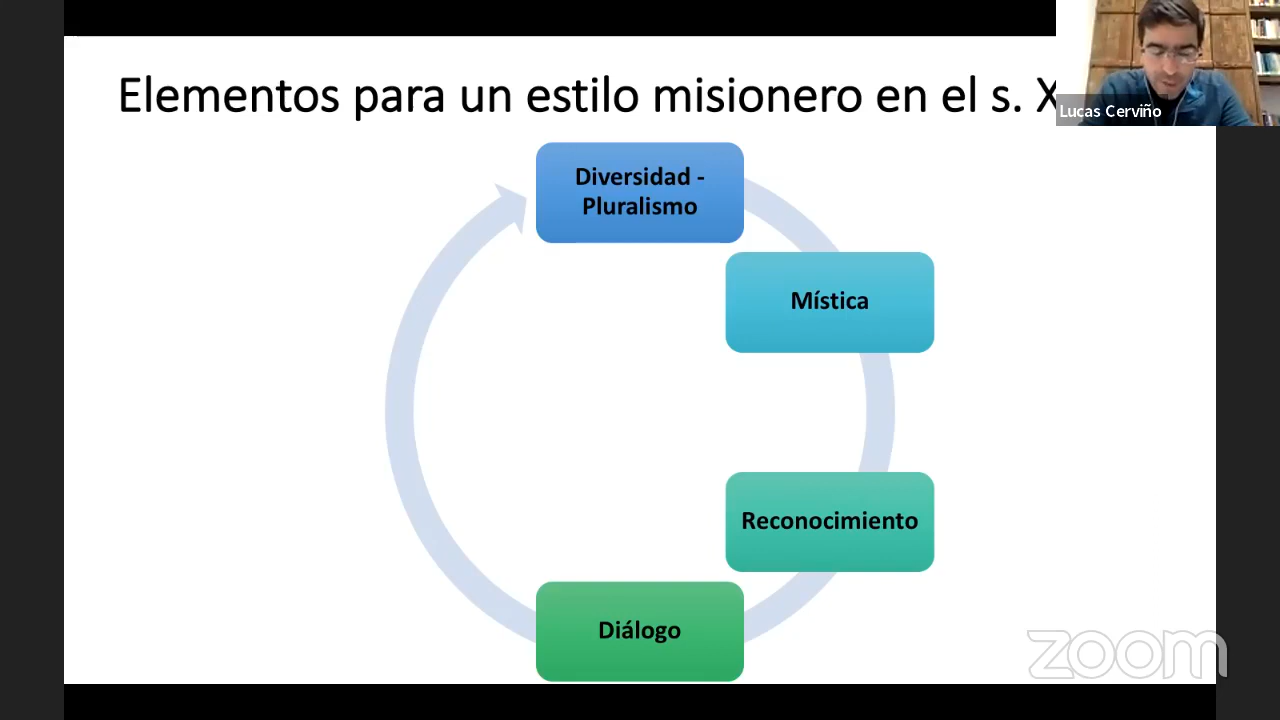 Elementos para un estilo misionero en el s. X
Lucas Cerviño
Diversidad -
Pluralismo
Mística
Reconocimiento
Diálogo
zoom